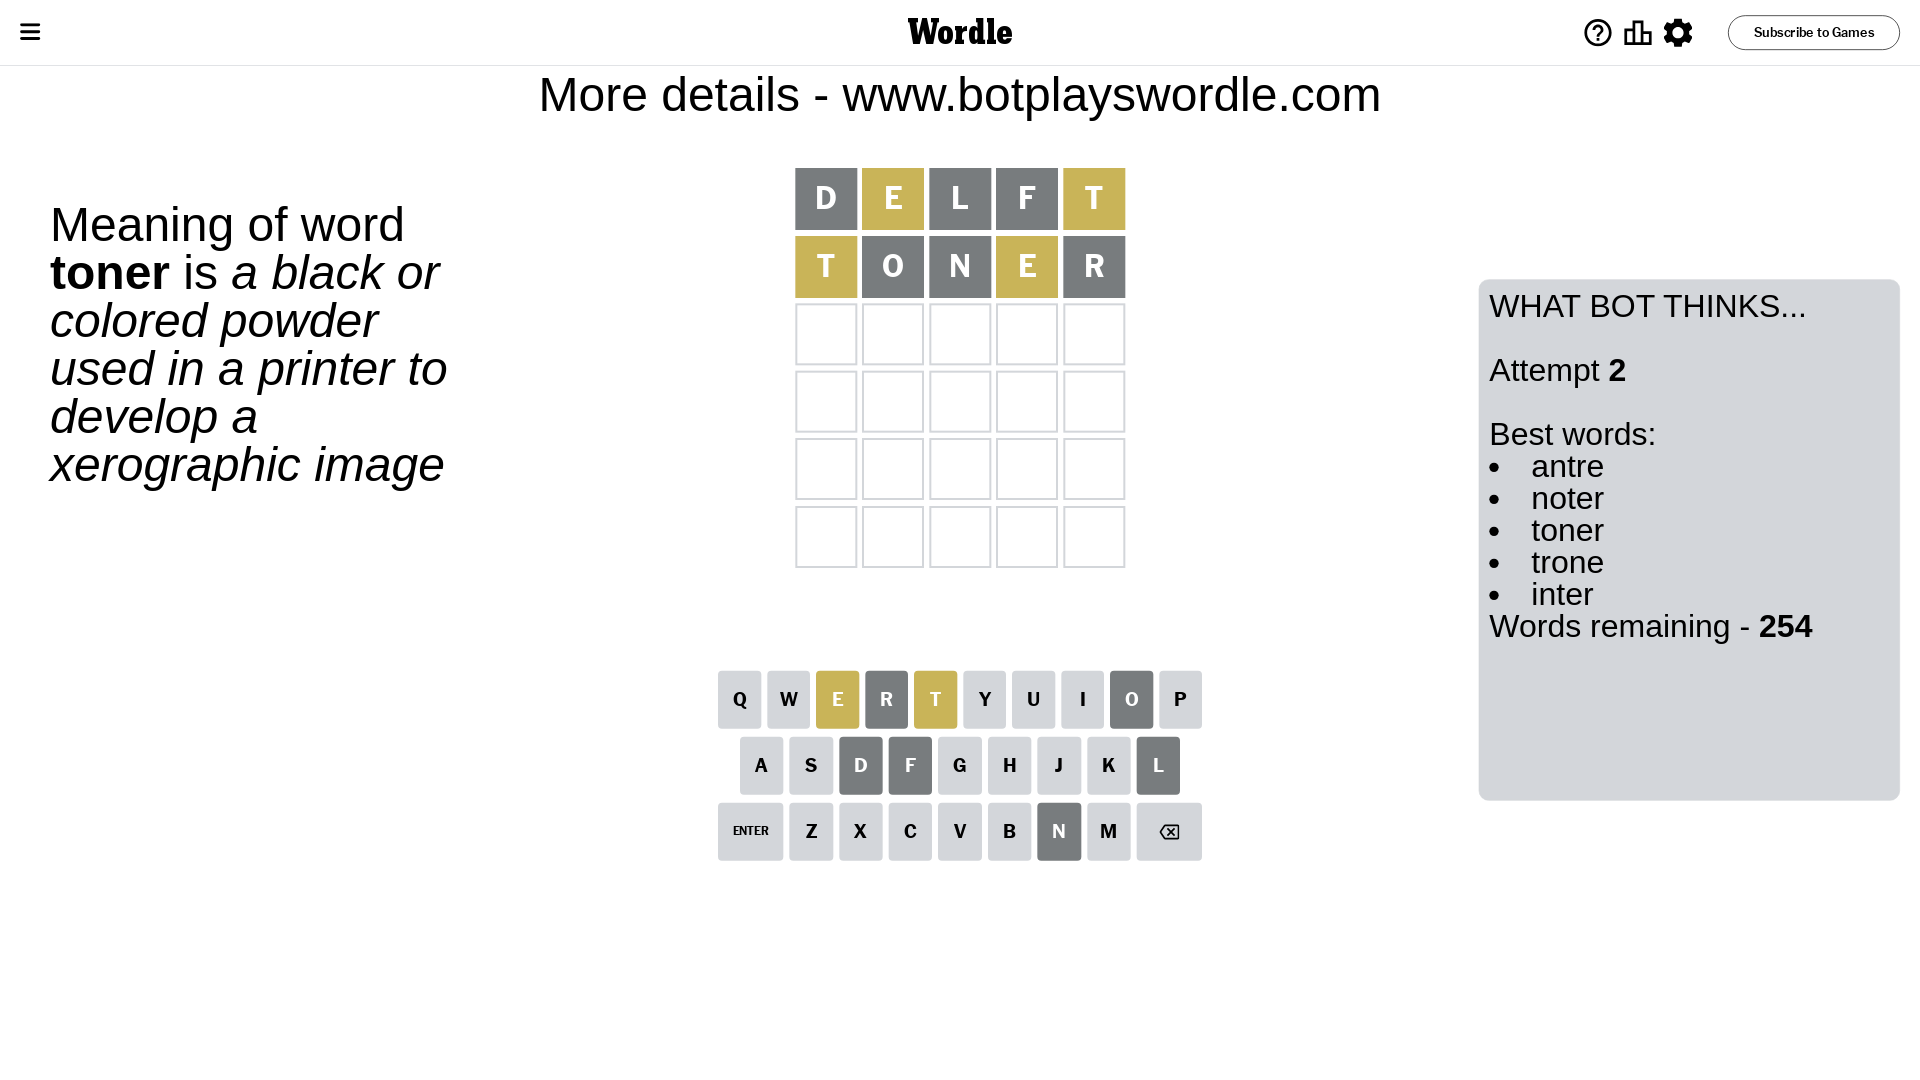 Wordle
Subscribe to Games
More details - www.botplayswordle.com
Meaning of word
toner is a black or
colored powder
used in a printer to
develop a
xerographic image
D E L F T
T O N E R
WHAT BOT THINKS...
Attempt 2
Best words:
• antre
• noter
• toner
• trone
• inter
Words remaining - 254
Q W E R T Y U I O P
A S D F G H J K L
ENTER Z X C V B N M